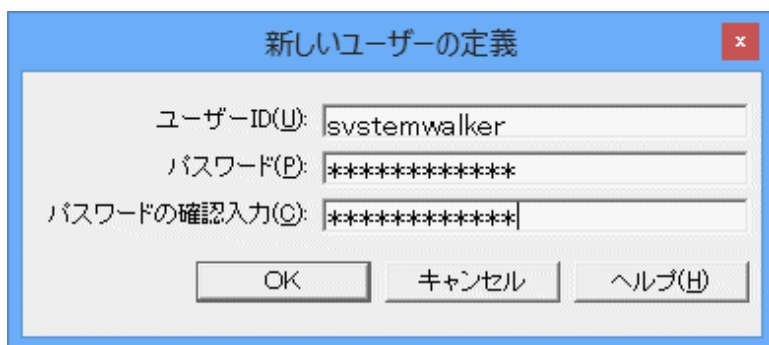 新しいユーザーの定義
x
ユーザーID(U): systemwalker
パスワード(P): ************
パスワードの確認入力(C): ************
OK キャンセル ヘルプ(H)